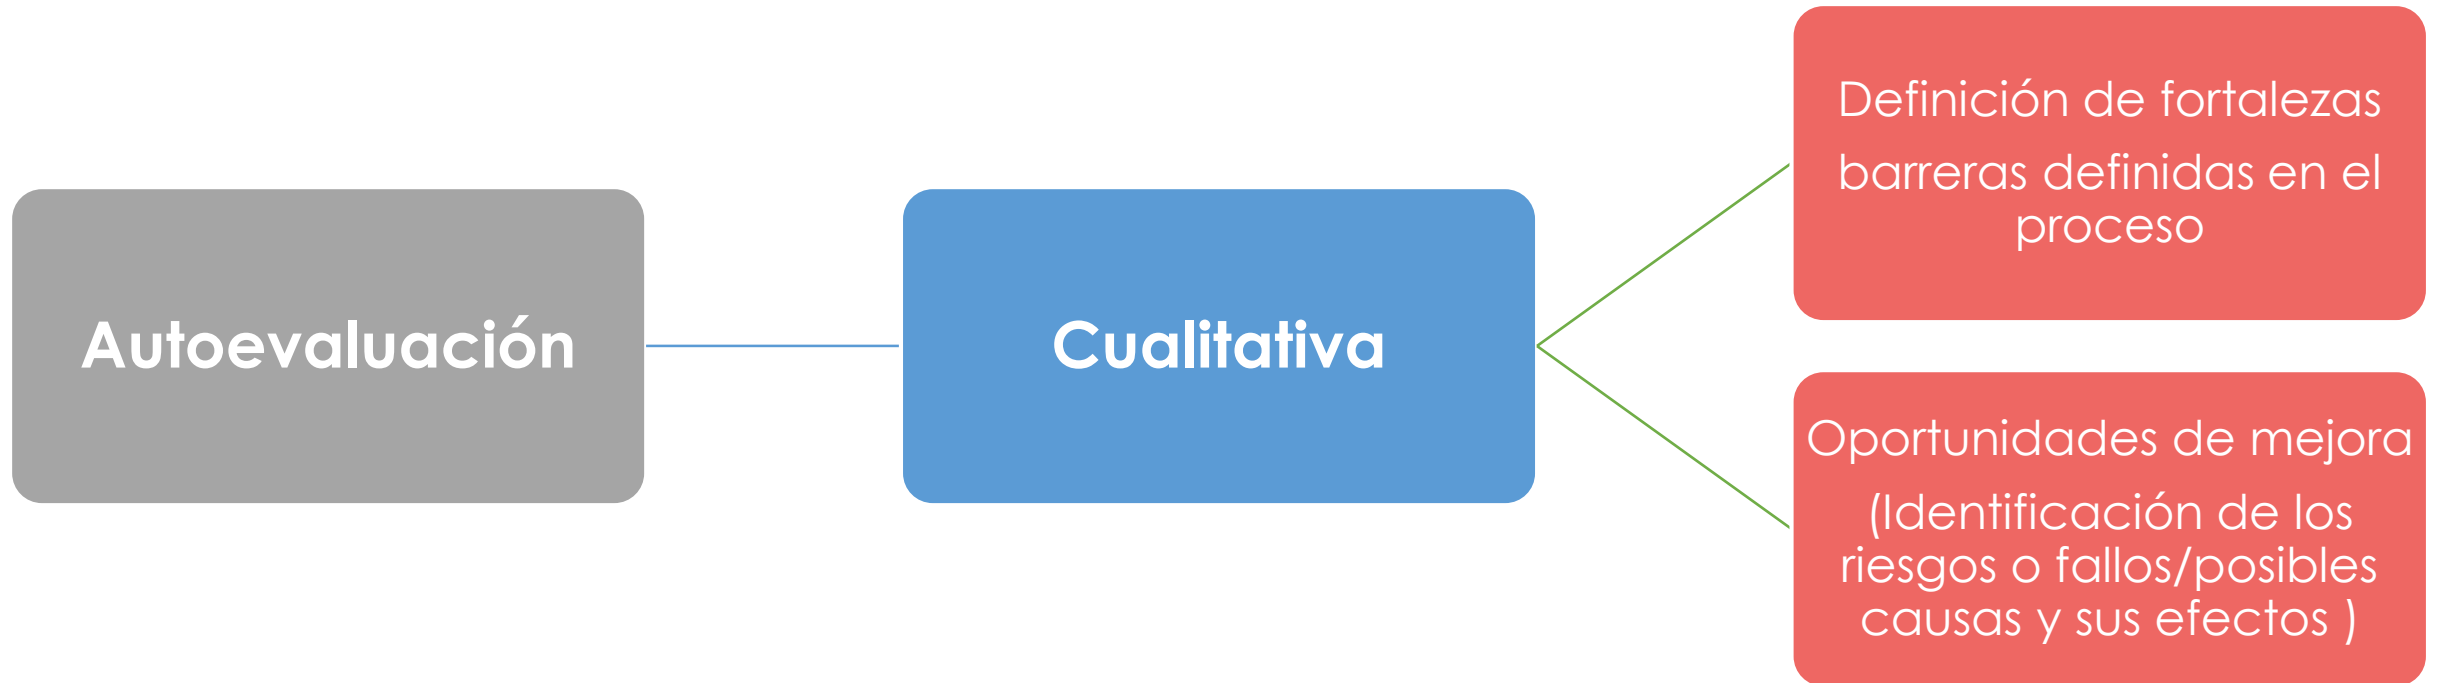 Autoevaluación
Cualitativa
Definición de fortalezas
barreras definidas en el
proceso
Oportunidades de mejora
(Identificación de los
riesgos o fallos/posibles
causas y sus efectos )